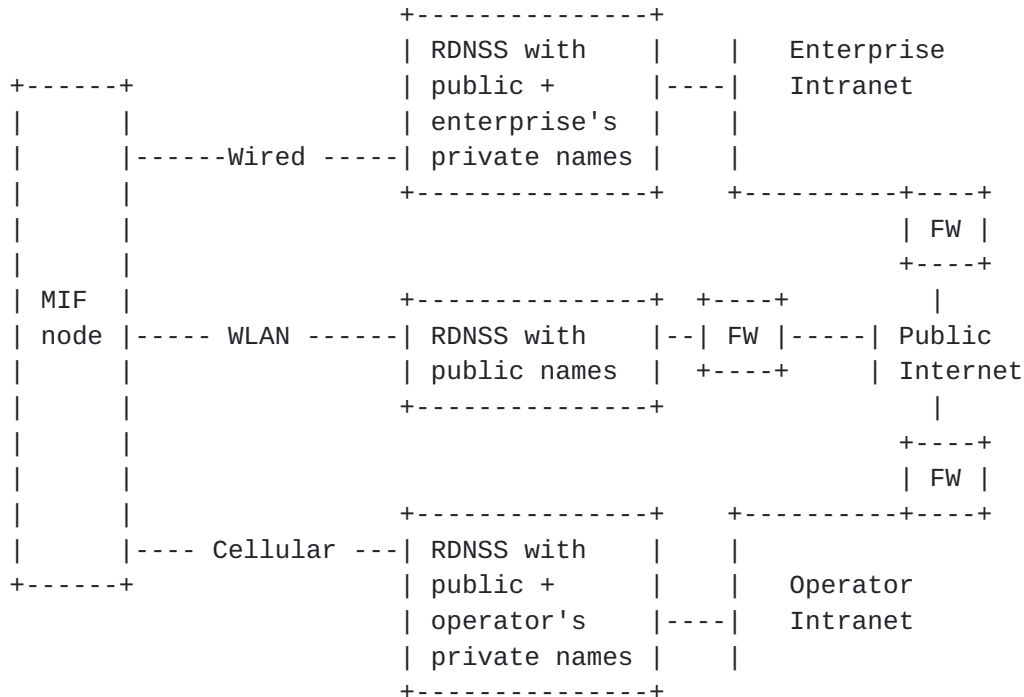 RDNSS with Enterprise
public + Intranet
enterprise's
Wired private names
FW
MIF
node WLAN RDNSS with FW Public
public names Internet
FW
Cellular RDNSS with
public + Operator
operator's Intranet
private names